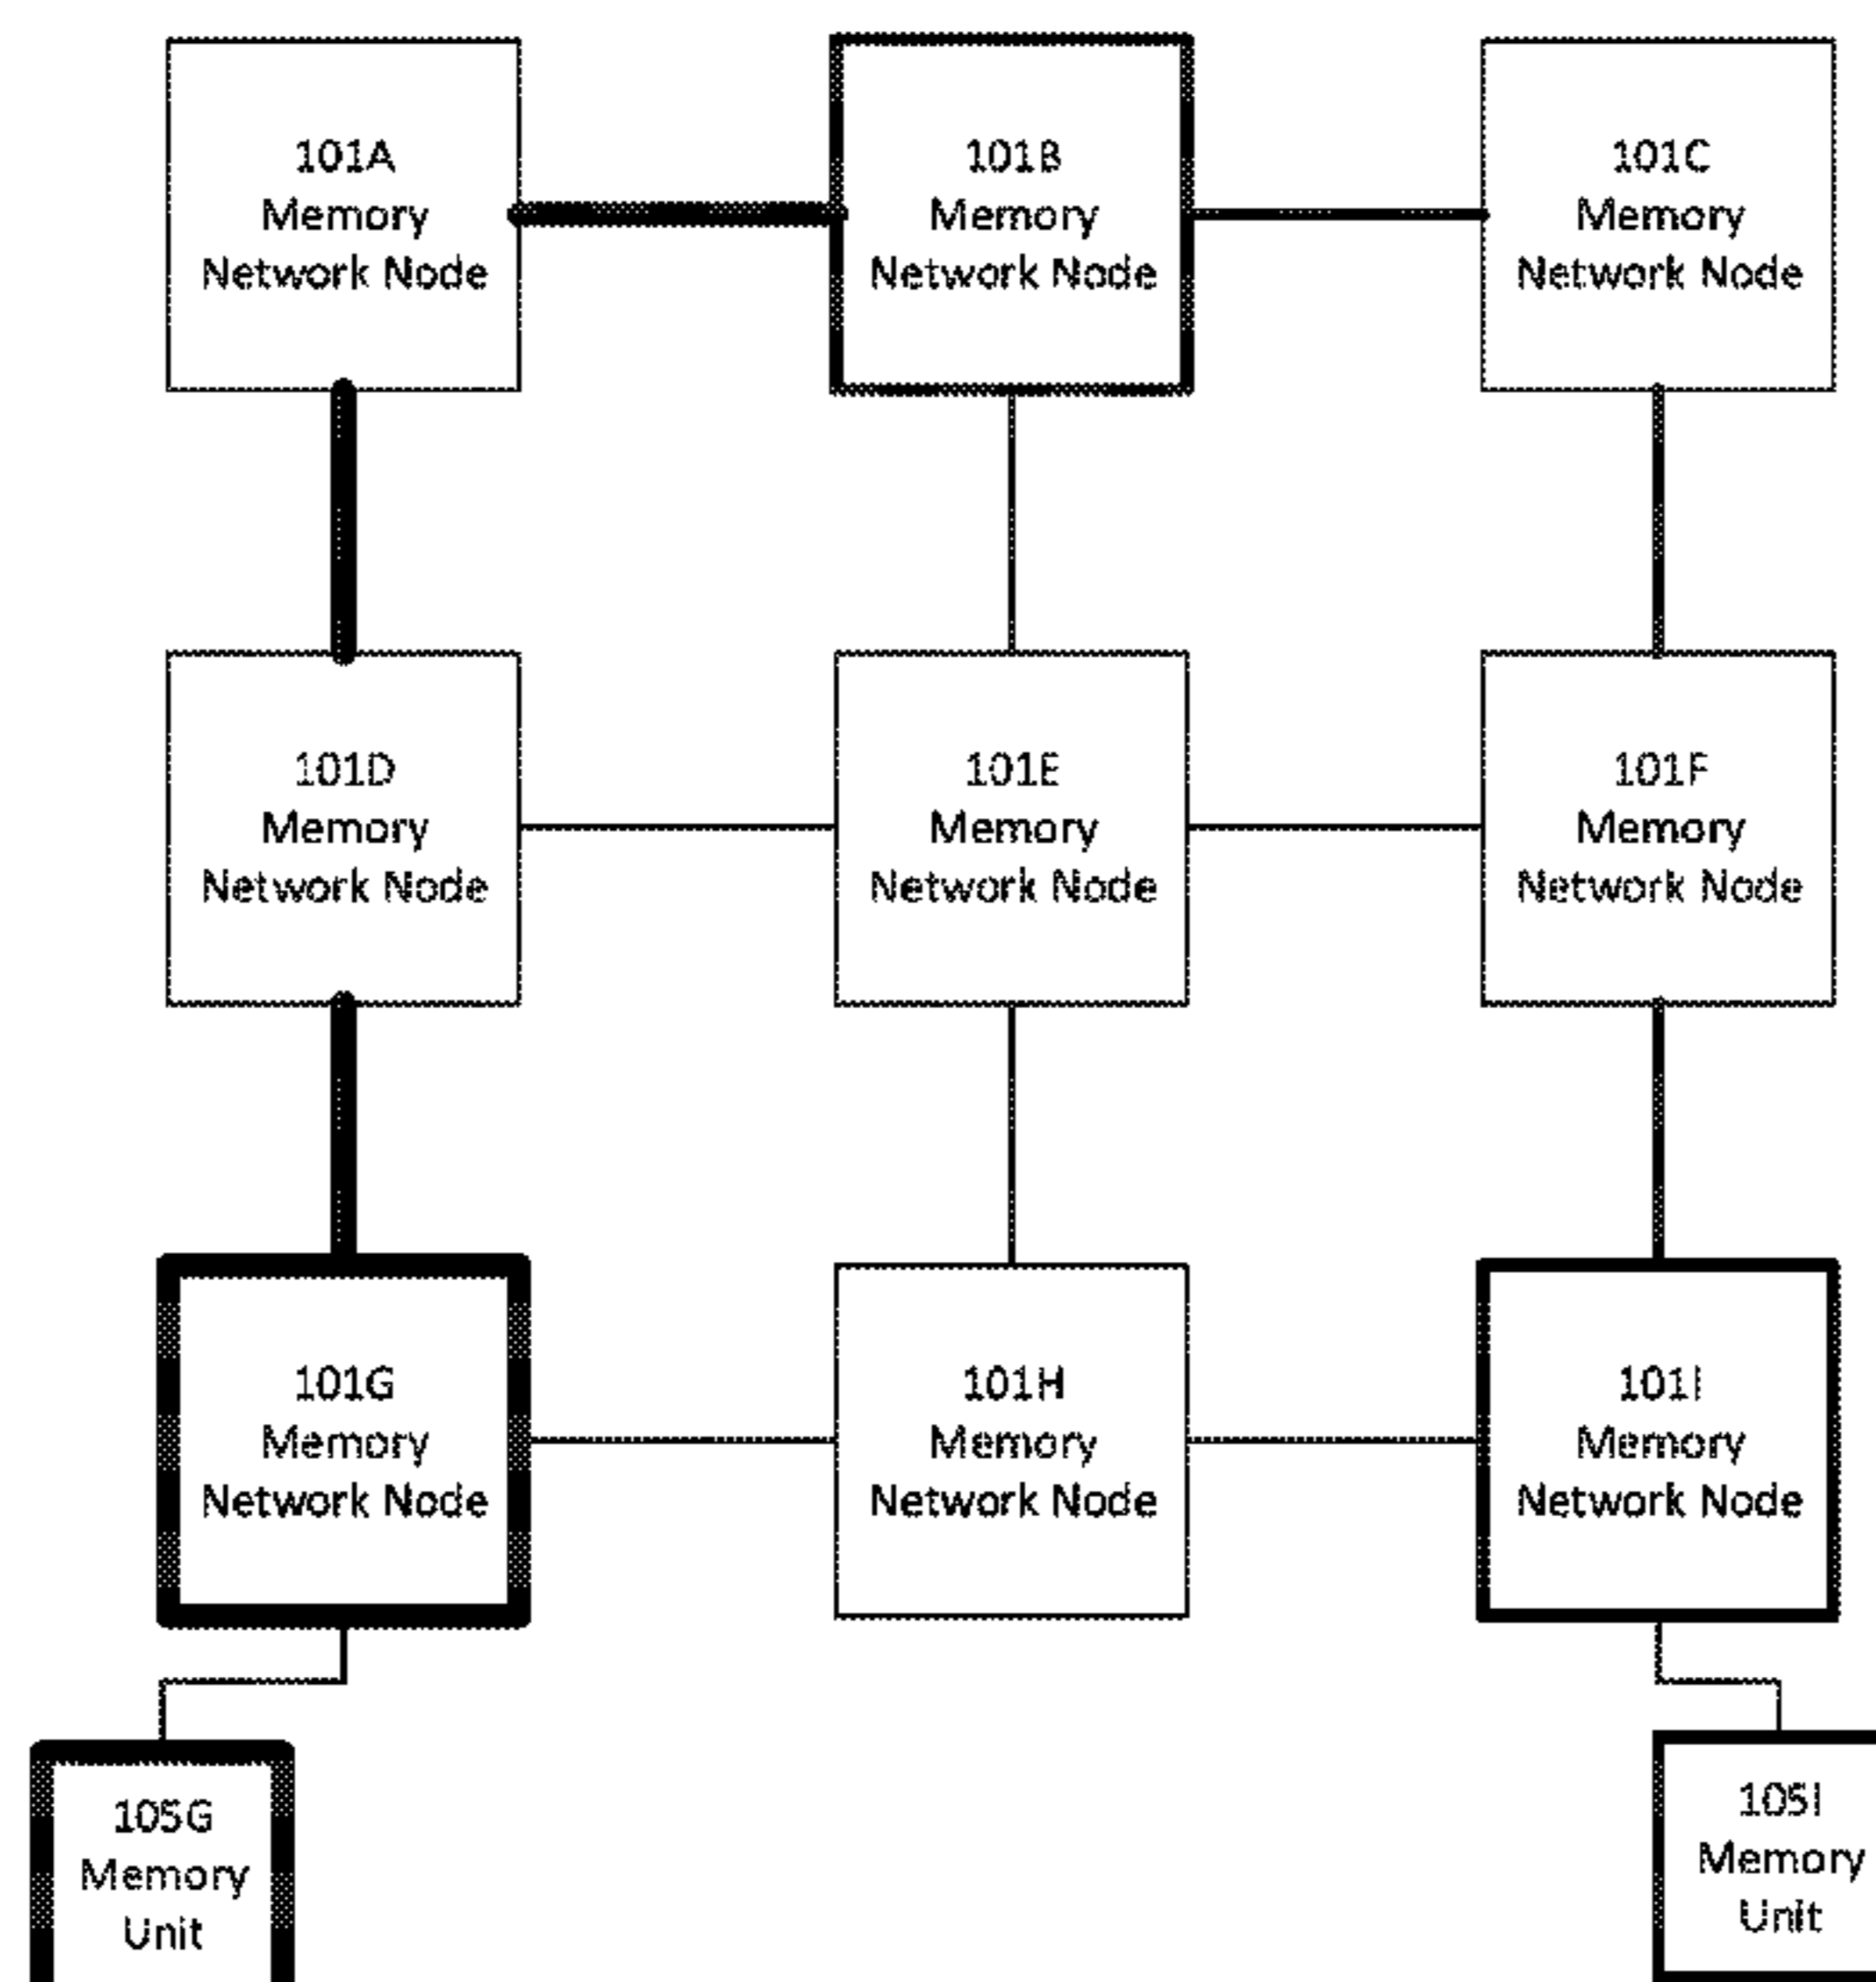 101A
Memory
Network Node
101B
Memory
Network Node
101C
Memory
Network Node
101D
Memory
Network Node
101E
Memory
Network Node
101F
Memory
Network Node
101G
Memory
Network Node
101H
Memory
Network Node
101I
Memory
Network Node
105G
Memory
Unit
105I
Memory
Unit